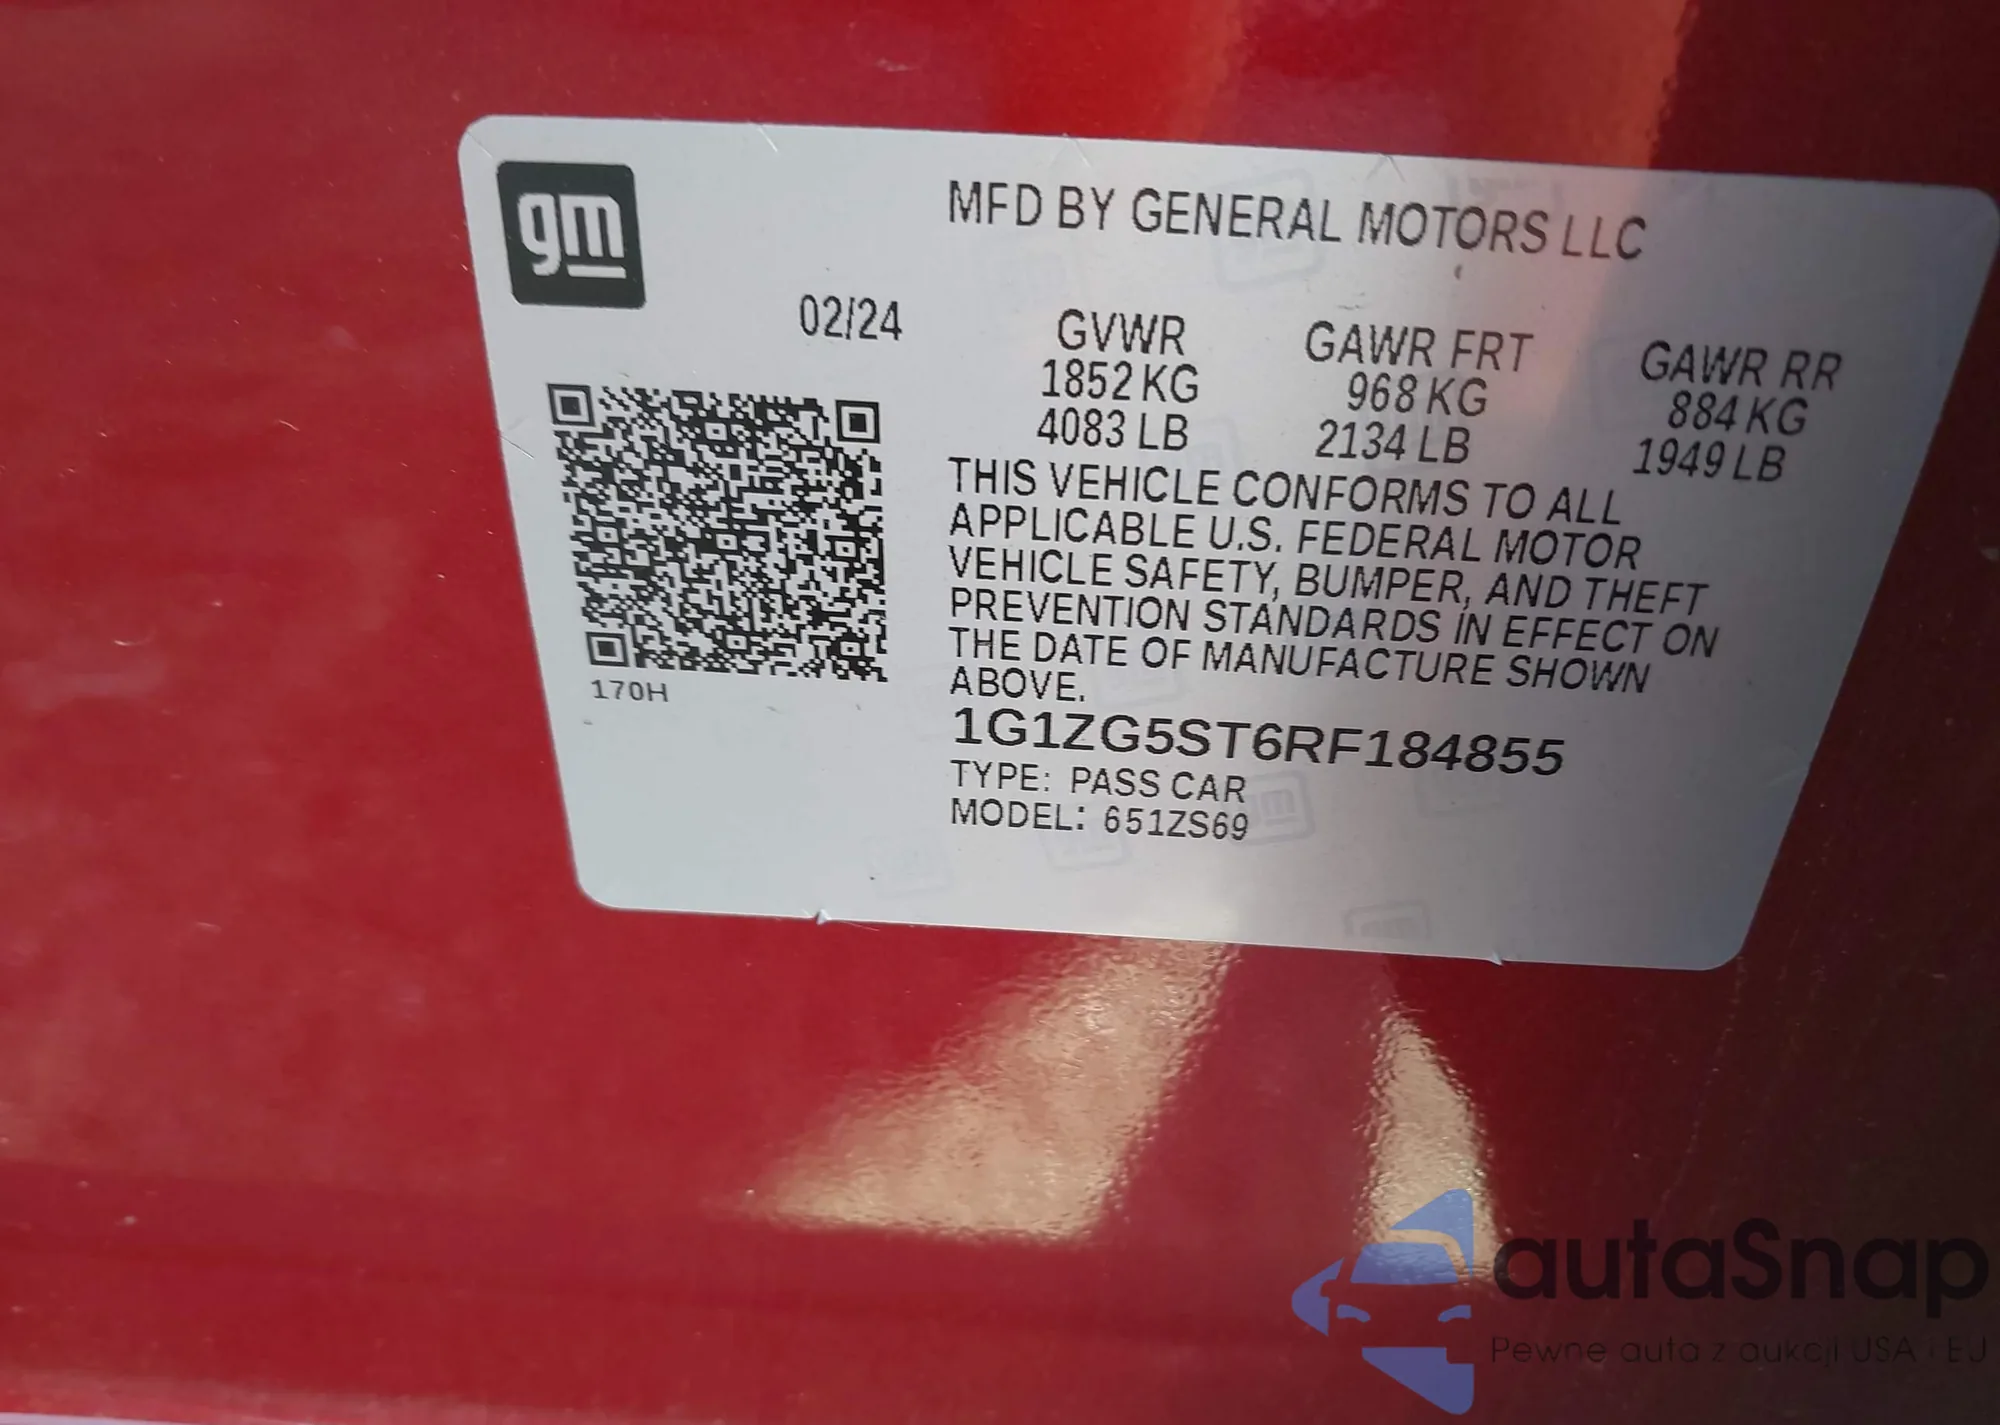 gm
MFD BY GENERAL MOTORS LLC
02/24
GVWR GAWR FRT GAWR RR
1852 KG 968 KG 884 KG
4083 LB 2134 LB 1949 LB
THIS VEHICLE CONFORMS TO ALL
APPLICABLE U.S. FEDERAL MOTOR
VEHICLE SAFETY, BUMPER, AND THEFT
PREVENTION STANDARDS IN EFFECT ON
THE DATE OF MANUFACTURE SHOWN
ABOVE.
170H
1G1ZG5ST6RF184855
TYPE: PASS CAR
MODEL: 651ZS69
autaSnap
Pewne auta z aukcji USA i EU